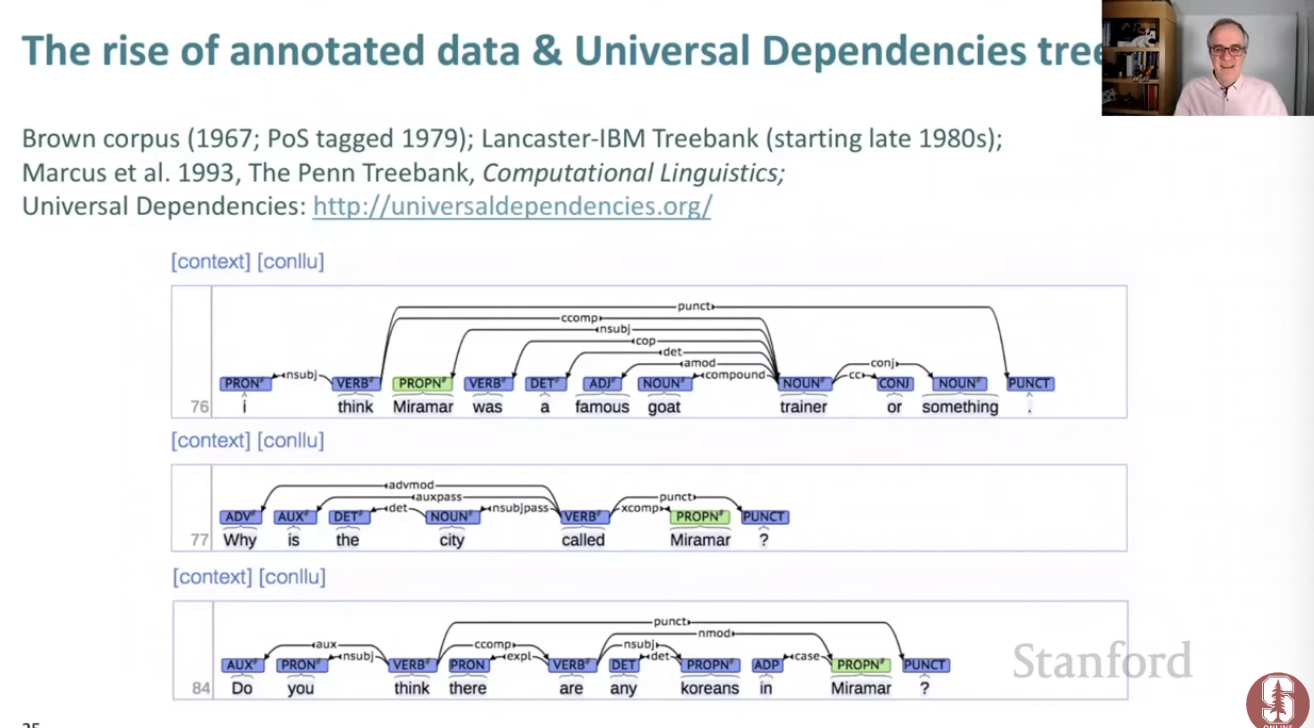 The rise of annotated data & Universal Dependencies tree
Brown corpus (1967; PoS tagged 1979); Lancaster-IBM Treebank (starting late 1980s);
Marcus et al. 1993, The Penn Treebank, Computational Linguistics;
Universal Dependencies: http://universaldependencies.org/
[context] [conllu]
punct
ccomp
nsubj
cop
det
amod
nsubj compound cc conj
PRON# VERB# PROPN# VERB# DET# ADJ# NOUN# NOUN# CONJ NOUN# PUNCT
76 i think Miramar was a famous goat trainer or something .
[context] [conllu]
advmod
auxpass punct
det nsubjpass xcomp
ADV# AUX# DET# NOUN# VERB# PROPN# PUNCT
77 Why is the city called Miramar ?
[context] [conllu]
punct
nmod
aux ccomp nsubj
nsubj expl det case
AUX# PRON# VERB# PRON VERB# DET PROPN# ADP PROPN# PUNCT
84 Do you think there are any koreans in Miramar ?
Stanford
S